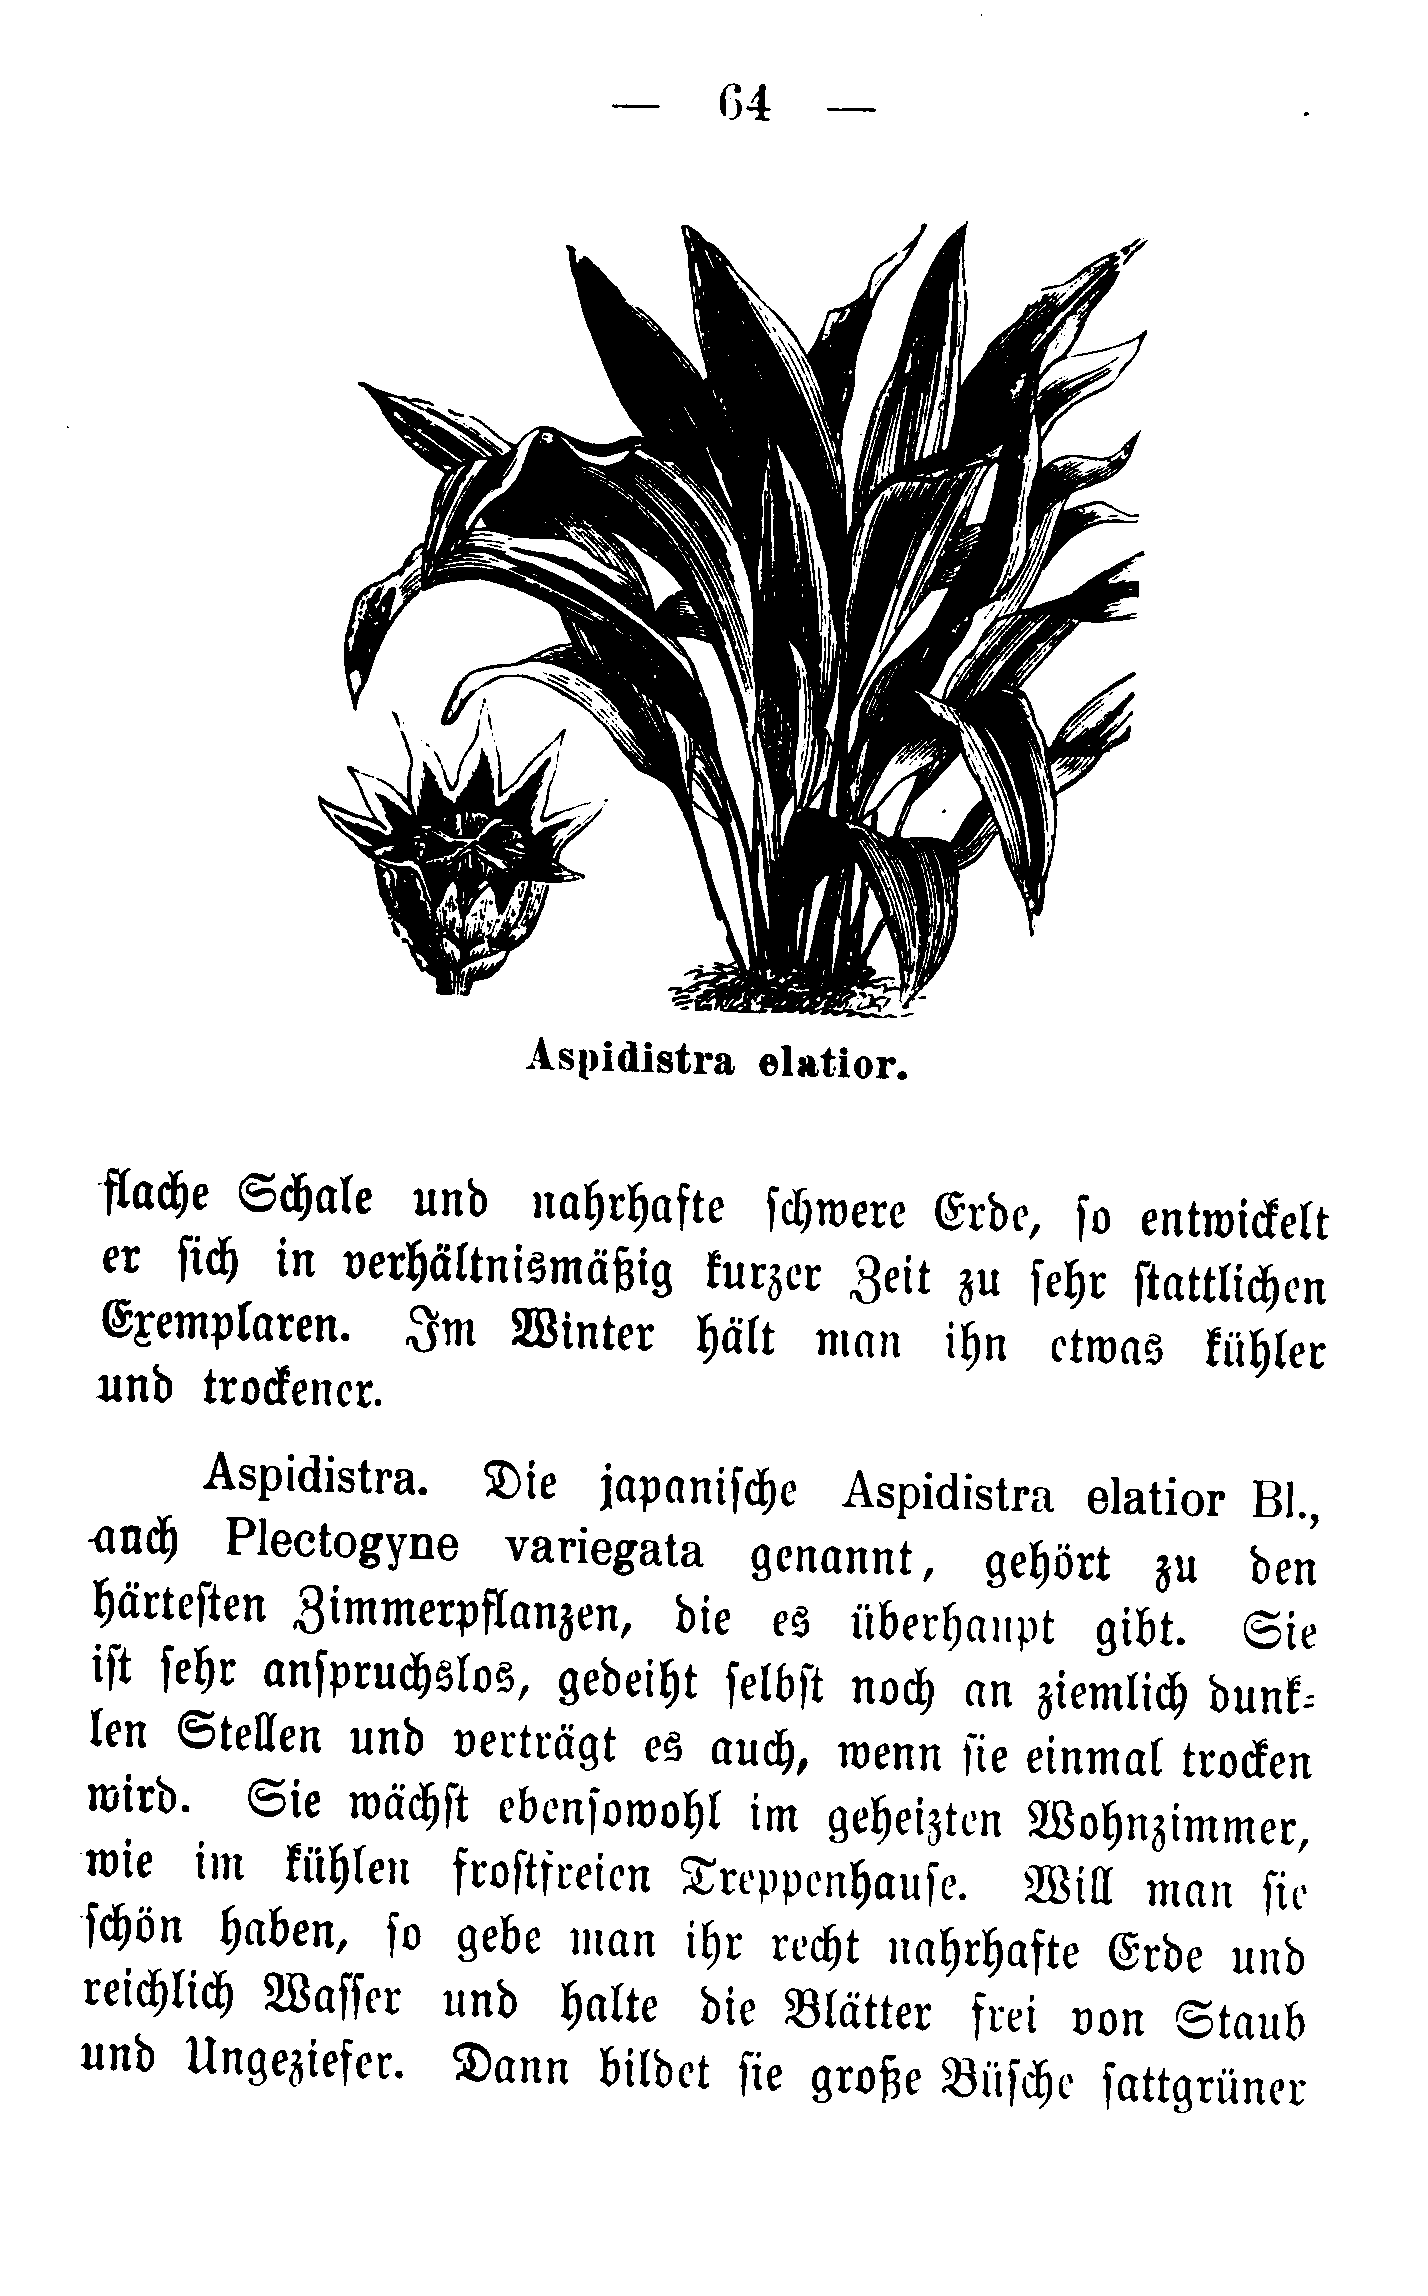 — 64 —
Aspidistra elatior.
flache Schale und nahrhafte schwere Erde, so entwickelt
er sich in verhältnismäßig kurzer Zeit zu sehr stattlichen
Exemplaren. Im Winter hält man ihn etwas kühler
und trockener.
Aspidistra. Die japanische Aspidistra elatior Bl.,
auch Plectogyne variegata genannt, gehört zu den
härtesten Zimmerpflanzen, die es überhaupt gibt. Sie
ist sehr anspruchslos, gedeiht selbst noch an ziemlich dunk-
len Stellen und verträgt es auch, wenn sie einmal trocken
wird. Sie wächst ebensowohl im geheizten Wohnzimmer,
wie im kühlen frostfreien Treppenhause. Will man sie
schön haben, so gebe man ihr recht nahrhafte Erde und
reichlich Wasser und halte die Blätter frei von Staub
und Ungeziefer. Dann bildet sie große Büsche sattgrüner